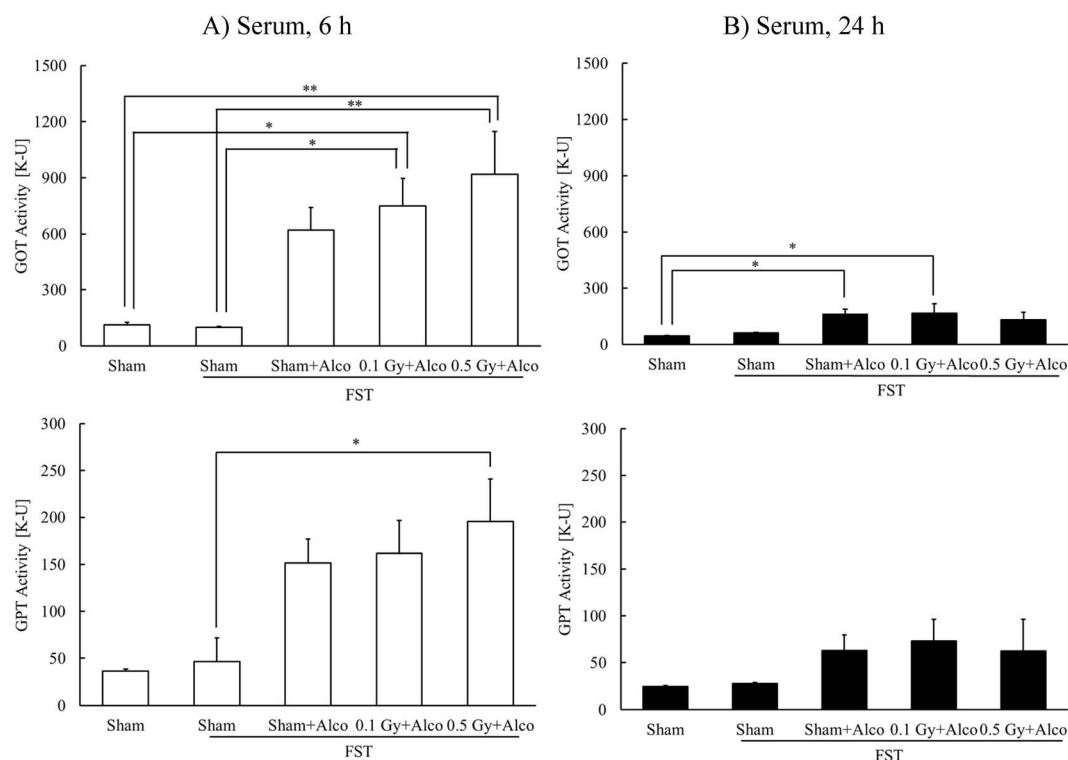 A) Serum, 6 h
1500
1200
900
600
300
0
GOT Activity [K-U]
**
**
*
*
Sham
Sham
Sham+Alco
0.1 Gy+Alco
0.5 Gy+Alco
FST
B) Serum, 24 h
1500
1200
900
600
300
0
GOT Activity [K-U]
*
*
Sham
Sham
Sham+Alco
0.1 Gy+Alco
0.5 Gy+Alco
FST
300
250
200
150
100
50
0
GPT Activity [K-U]
*
Sham
Sham
Sham+Alco
0.1 Gy+Alco
0.5 Gy+Alco
FST
300
250
200
150
100
50
0
GPT Activity [K-U]
Sham
Sham
Sham+Alco
0.1 Gy+Alco
0.5 Gy+Alco
FST